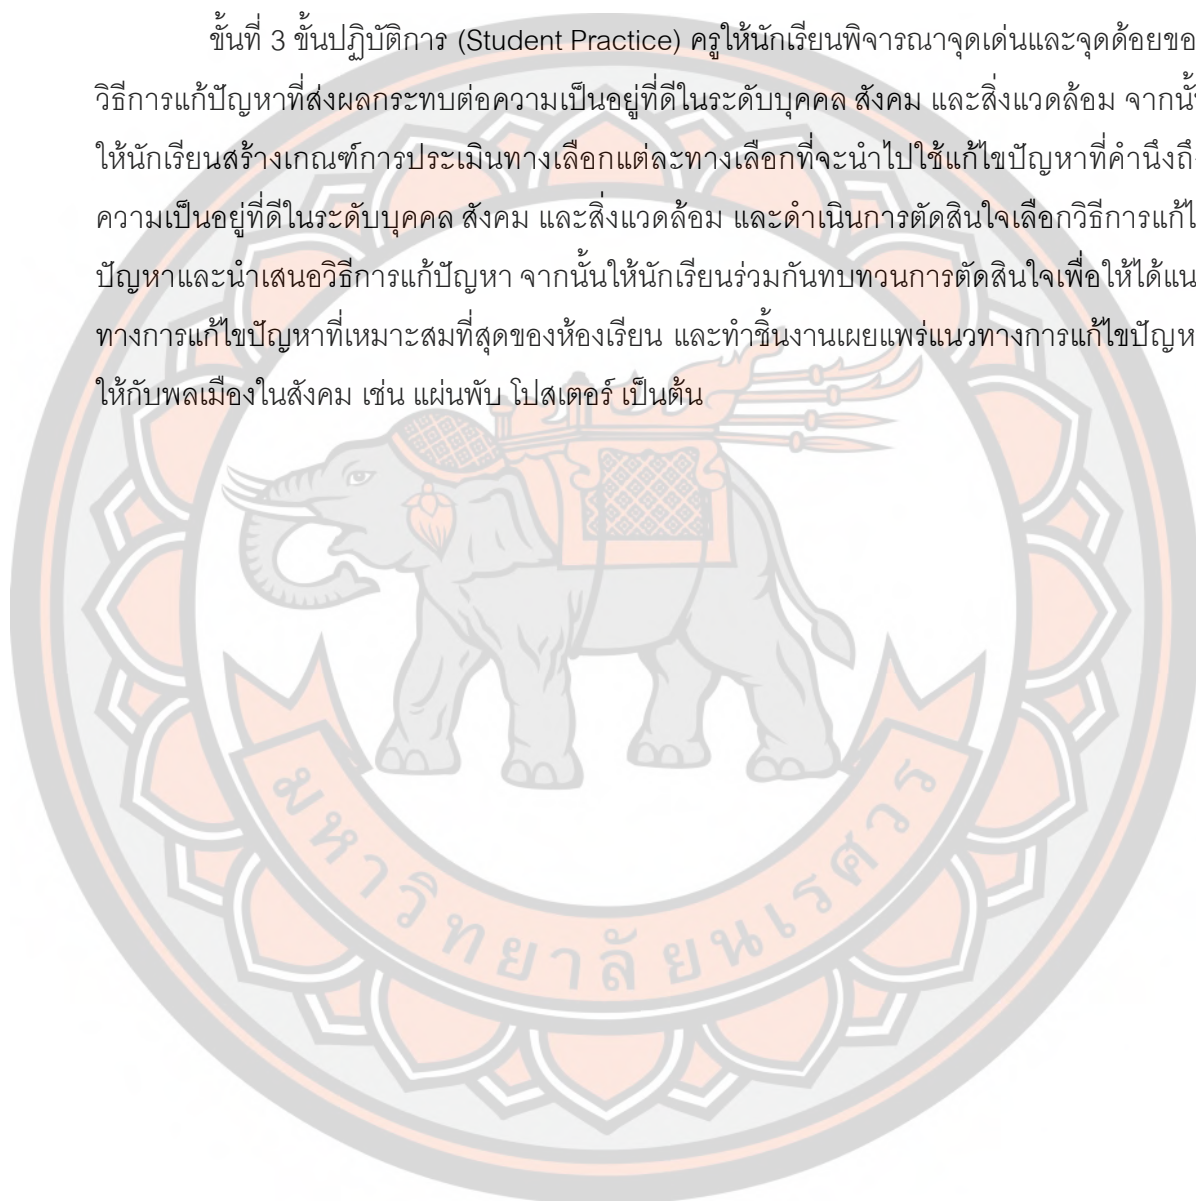 ขั้นที่ 3 ขั้นปฏิบัติการ (Student Practice) ครูให้นักเรียนพิจารณาจุดเด่นและจุดด้อยขอ
วิธีการแก้ปัญหาที่ส่งผลกระทบต่อความเป็นอยู่ที่ดีในระดับบุคคล สังคม และสิ่งแวดล้อม จากนั้
ให้นักเรียนสร้างเกณฑ์การประเมินทางเลือกแต่ละทางเลือกที่จะนำไปใช้แก้ไขปัญหาที่คำนึงถึ
ความเป็นอยู่ที่ดีในระดับบุคคล สังคม และสิ่งแวดล้อม และดำเนินการตัดสินใจเลือกวิธีการแก้ไ
ปัญหาและนำเสนอวิธีการแก้ปัญหา จากนั้นให้นักเรียนร่วมกันทบทวนการตัดสินใจเพื่อให้ได้แน
ทางการแก้ไขปัญหาที่เหมาะสมที่สุดของห้องเรียน และทำชิ้นงานเผยแพร่แนวทางการแก้ไขปัญห
ให้กับพลเมืองในสังคม เช่น แผ่นพับ โปสเตอร์ เป็นต้น
มหาวิทยาลัยนเรศวร